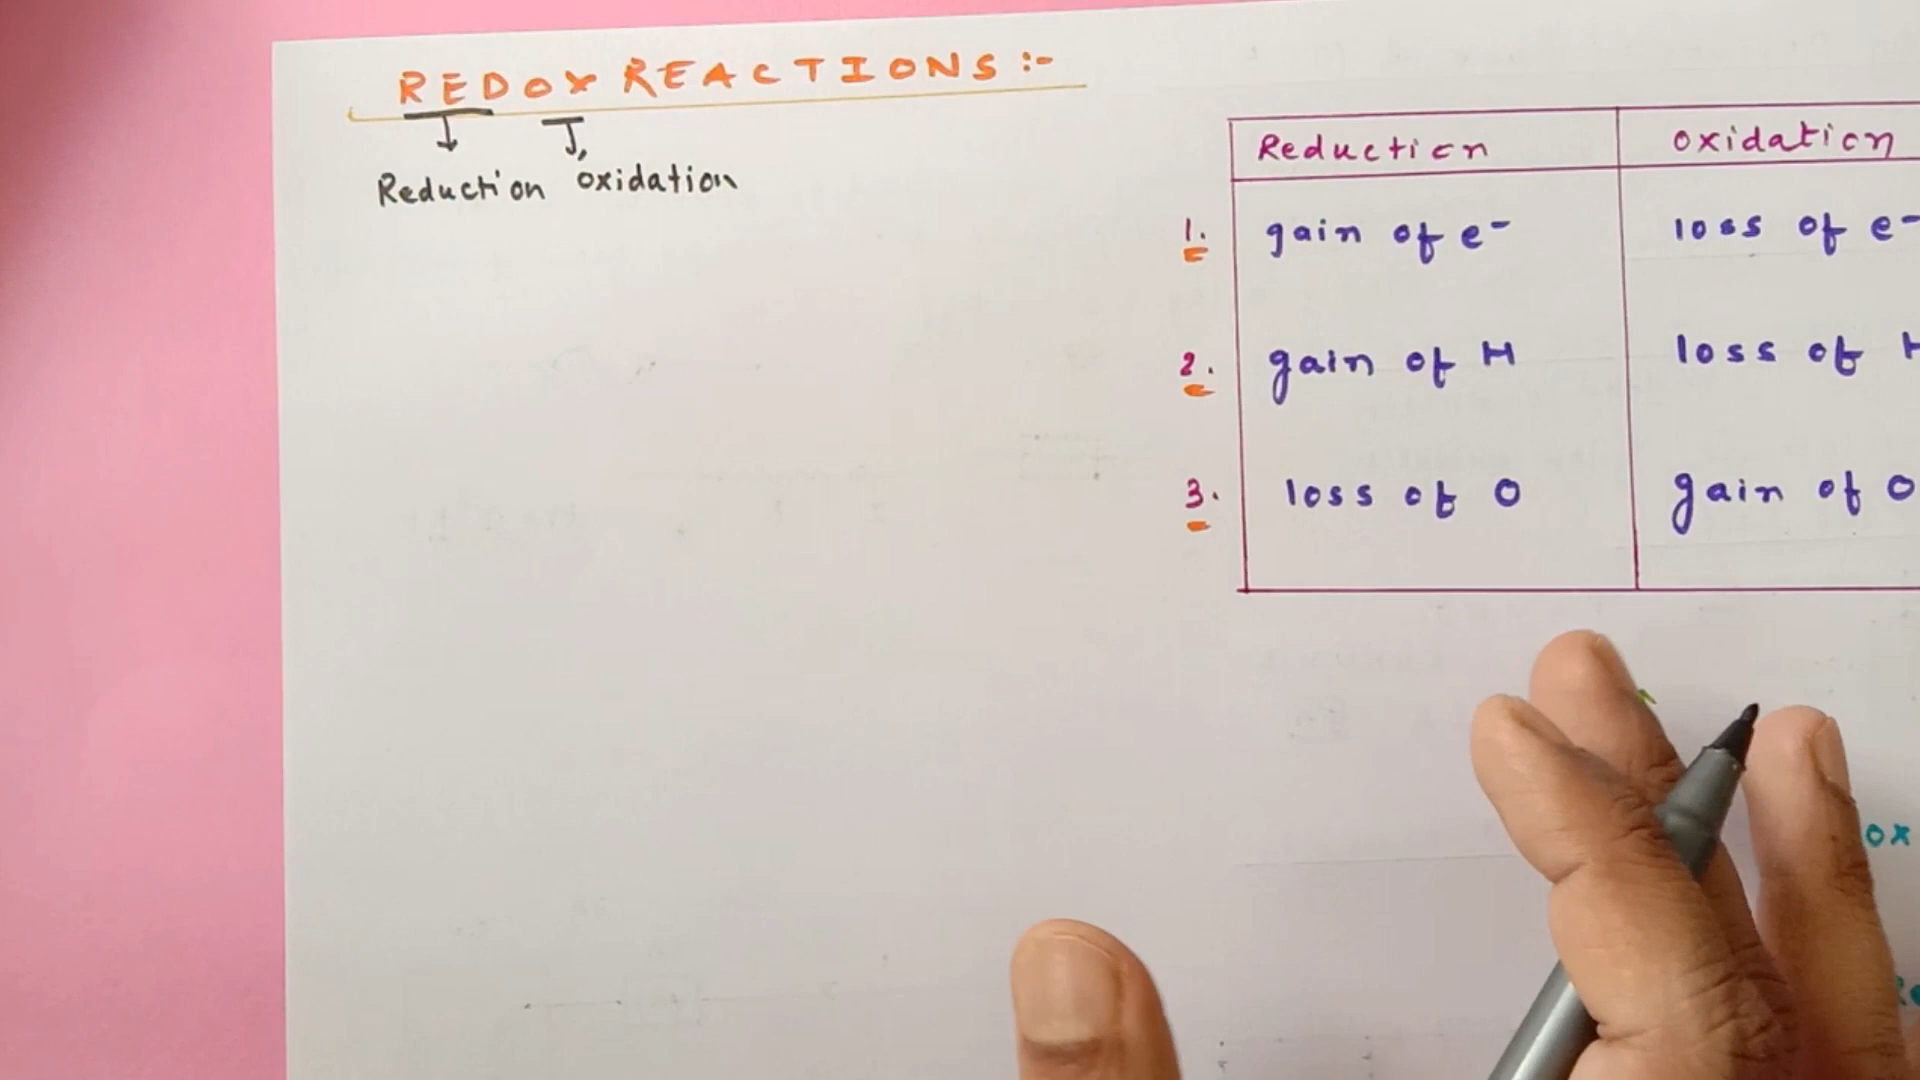 REDOX REACTIONS :-
Reduction oxidation
Reduction oxidation
1. gain of e- loss of e-
2. gain of H loss of H
3. loss of O gain of O
ox